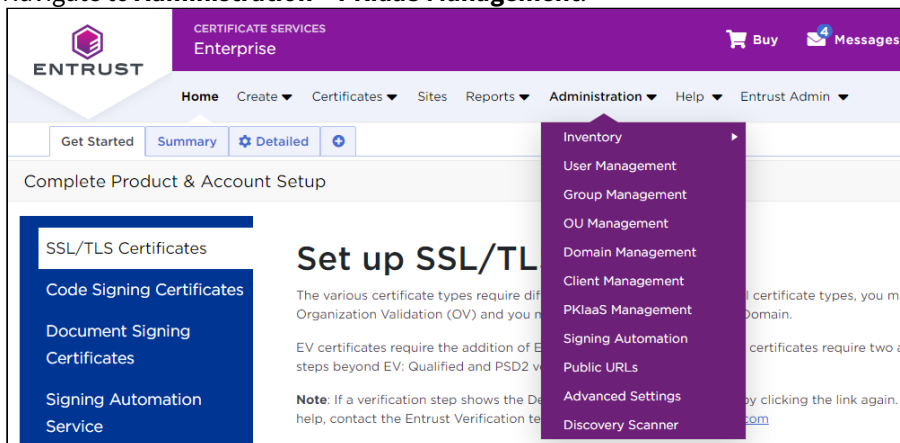 Navigate to Administration > PKIaaS Management.
CERTIFICATE SERVICES
Enterprise
ENTRUST
Buy
4
Messages
Home Create Certificates Sites Reports Administration Help Entrust Admin
Get Started Summary Detailed
Complete Product & Account Setup
Inventory
User Management
Group Management
OU Management
Domain Management
Client Management
PKIaaS Management
Signing Automation
Public URLs
Advanced Settings
Discovery Scanner
SSL/TLS Certificates
Code Signing Certificates
Document Signing
Certificates
Signing Automation
Service
Set up SSL/TL
The various certificate types require certificate types, you
Organization Validation (OV) and you
EV certificates require the addition of certificates require two
steps beyond EV: Qualified and PSD2
Note: If a verification step shows the by clicking the link again.
help, contact the Entrust Verification